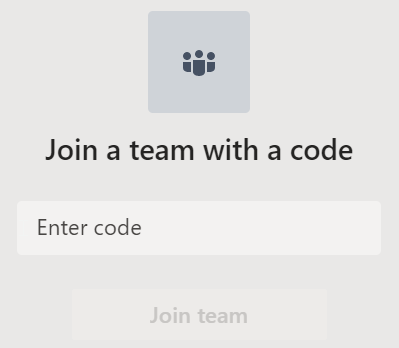 Join a team with a code
Enter code
Join team